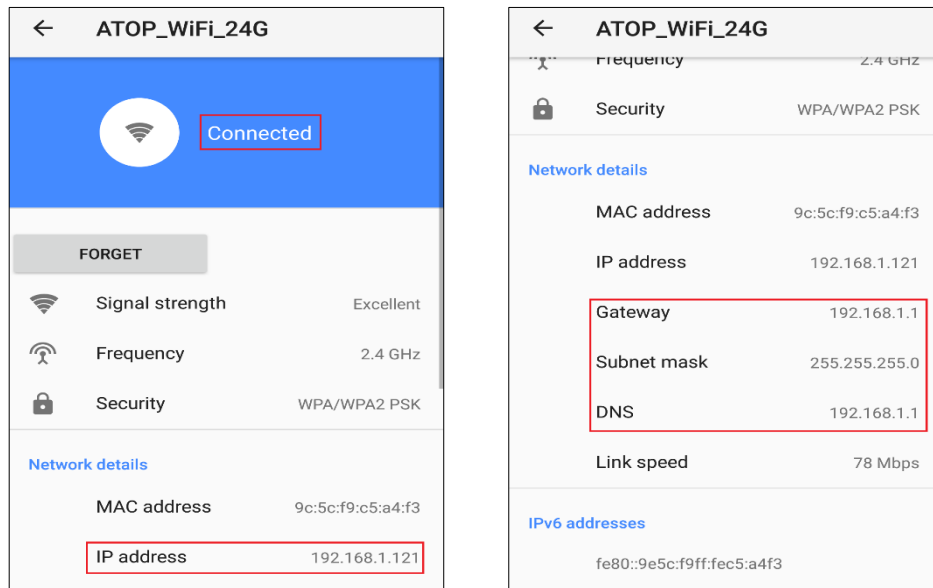 ATOP_WiFi_24G
Connected
FORGET
Signal strength Excellent
Frequency 2.4 GHz
Security WPA/WPA2 PSK
Network details
MAC address 9c:5c:f9:c5:a4:f3
IP address 192.168.1.121
ATOP_WiFi_24G
Frequency 2.4 GHz
Security WPA/WPA2 PSK
Network details
MAC address 9c:5c:f9:c5:a4:f3
IP address 192.168.1.121
Gateway 192.168.1.1
Subnet mask 255.255.255.0
DNS 192.168.1.1
Link speed 78 Mbps
IPv6 addresses
fe80::9e5c:f9ff:fec5:a4f3